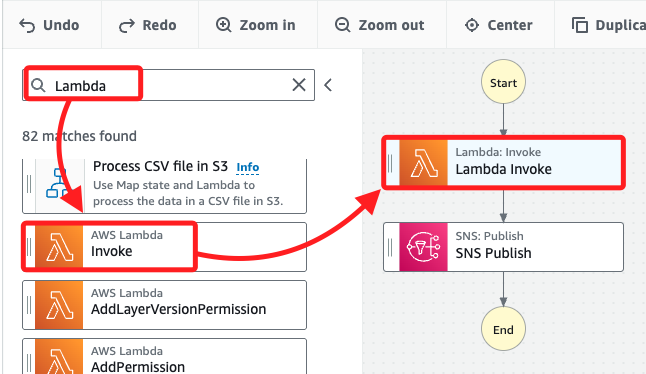 Undo
Redo
Zoom in
Zoom out
Center
Duplica
Lambda
82 matches found
Process CSV file in S3 Info
Use Map state and Lambda to
process the data in a CSV file in S3.
AWS Lambda
Invoke
AWS Lambda
AddLayerVersionPermission
AWS Lambda
AddPermission
Start
Lambda: Invoke
Lambda Invoke
SNS: Publish
SNS Publish
End